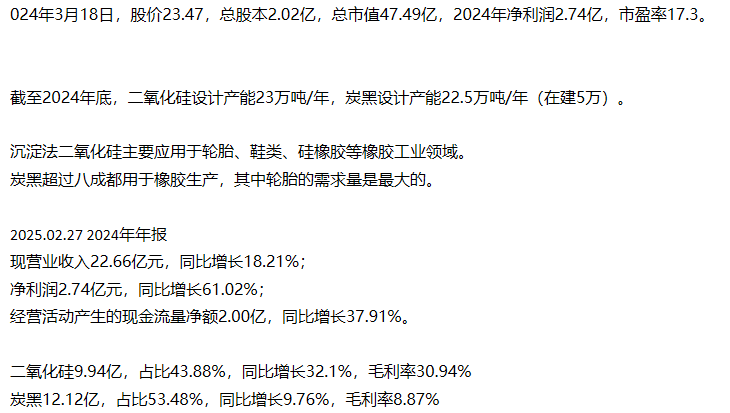 024年3月18日，股价23.47，总股本2.02亿，总市值47.49亿，2024年净利润2.74亿，市盈率17.3。
截至2024年底，二氧化硅设计产能23万吨/年，炭黑设计产能22.5万吨/年（在建5万）。
沉淀法二氧化硅主要应用于轮胎、鞋类、硅橡胶等橡胶工业领域。
炭黑超过八成都用于橡胶生产，其中轮胎的需求量是最大的。
2025.02.27 2024年年报
现营业收入22.66亿元，同比增长18.21%；
净利润2.74亿元，同比增长61.02%；
经营活动产生的现金流量净额2.00亿，同比增长37.91%。
二氧化硅9.94亿，占比43.88%，同比增长32.1%，毛利率30.94%
炭黑12.12亿，占比53.48%，同比增长9.76%，毛利率8.87%